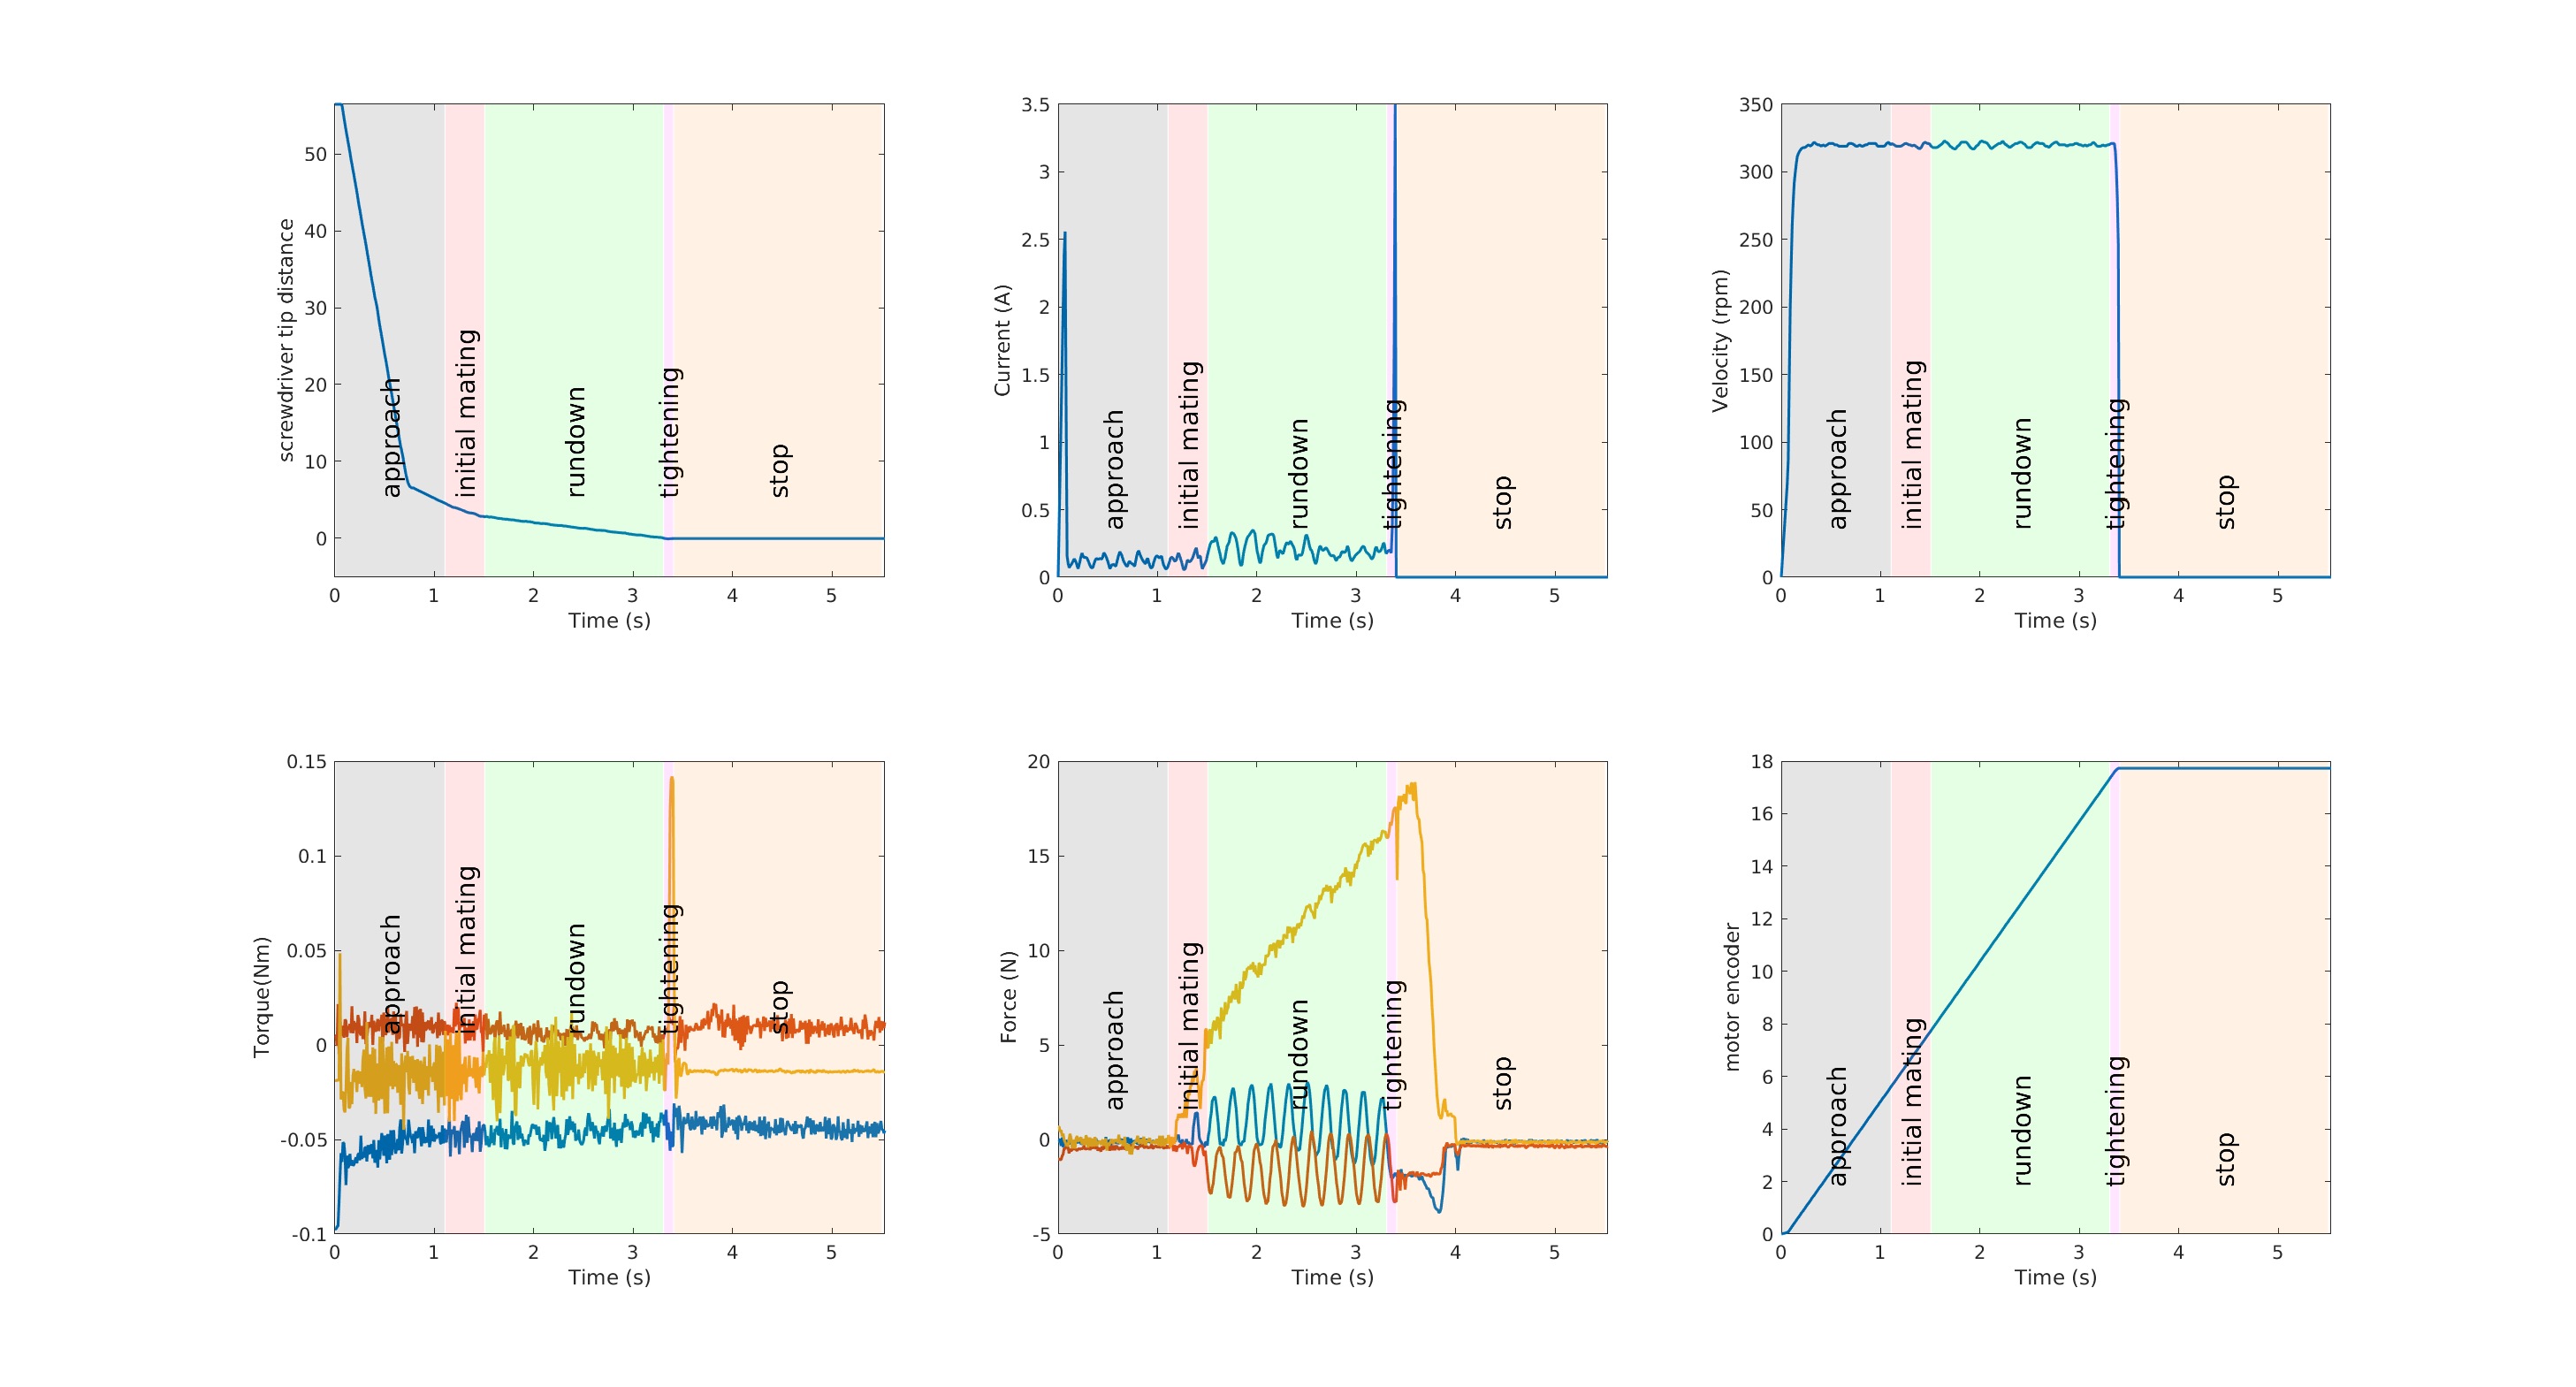 screwdriver tip distance
50
40
30
20
10
0
approach
initial mating
rundown
tightening
stop
0 1 2 3 4 5
Time (s)
Current (A)
3.5
3
2.5
2
1.5
1
0.5
0
approach
initial mating
rundown
tightening
stop
0 1 2 3 4 5
Time (s)
Velocity (rpm)
350
300
250
200
150
100
50
0
approach
initial mating
rundown
tightening
stop
0 1 2 3 4 5
Time (s)
Torque(Nm)
0.15
0.1
0.05
0
-0.05
-0.1
approach
initial mating
rundown
tightening
stop
0 1 2 3 4 5
Time (s)
Force (N)
20
15
10
5
0
-5
approach
initial mating
rundown
tightening
stop
0 1 2 3 4 5
Time (s)
motor encoder
18
16
14
12
10
8
6
4
2
0
approach
initial mating
rundown
tightening
stop
0 1 2 3 4 5
Time (s)